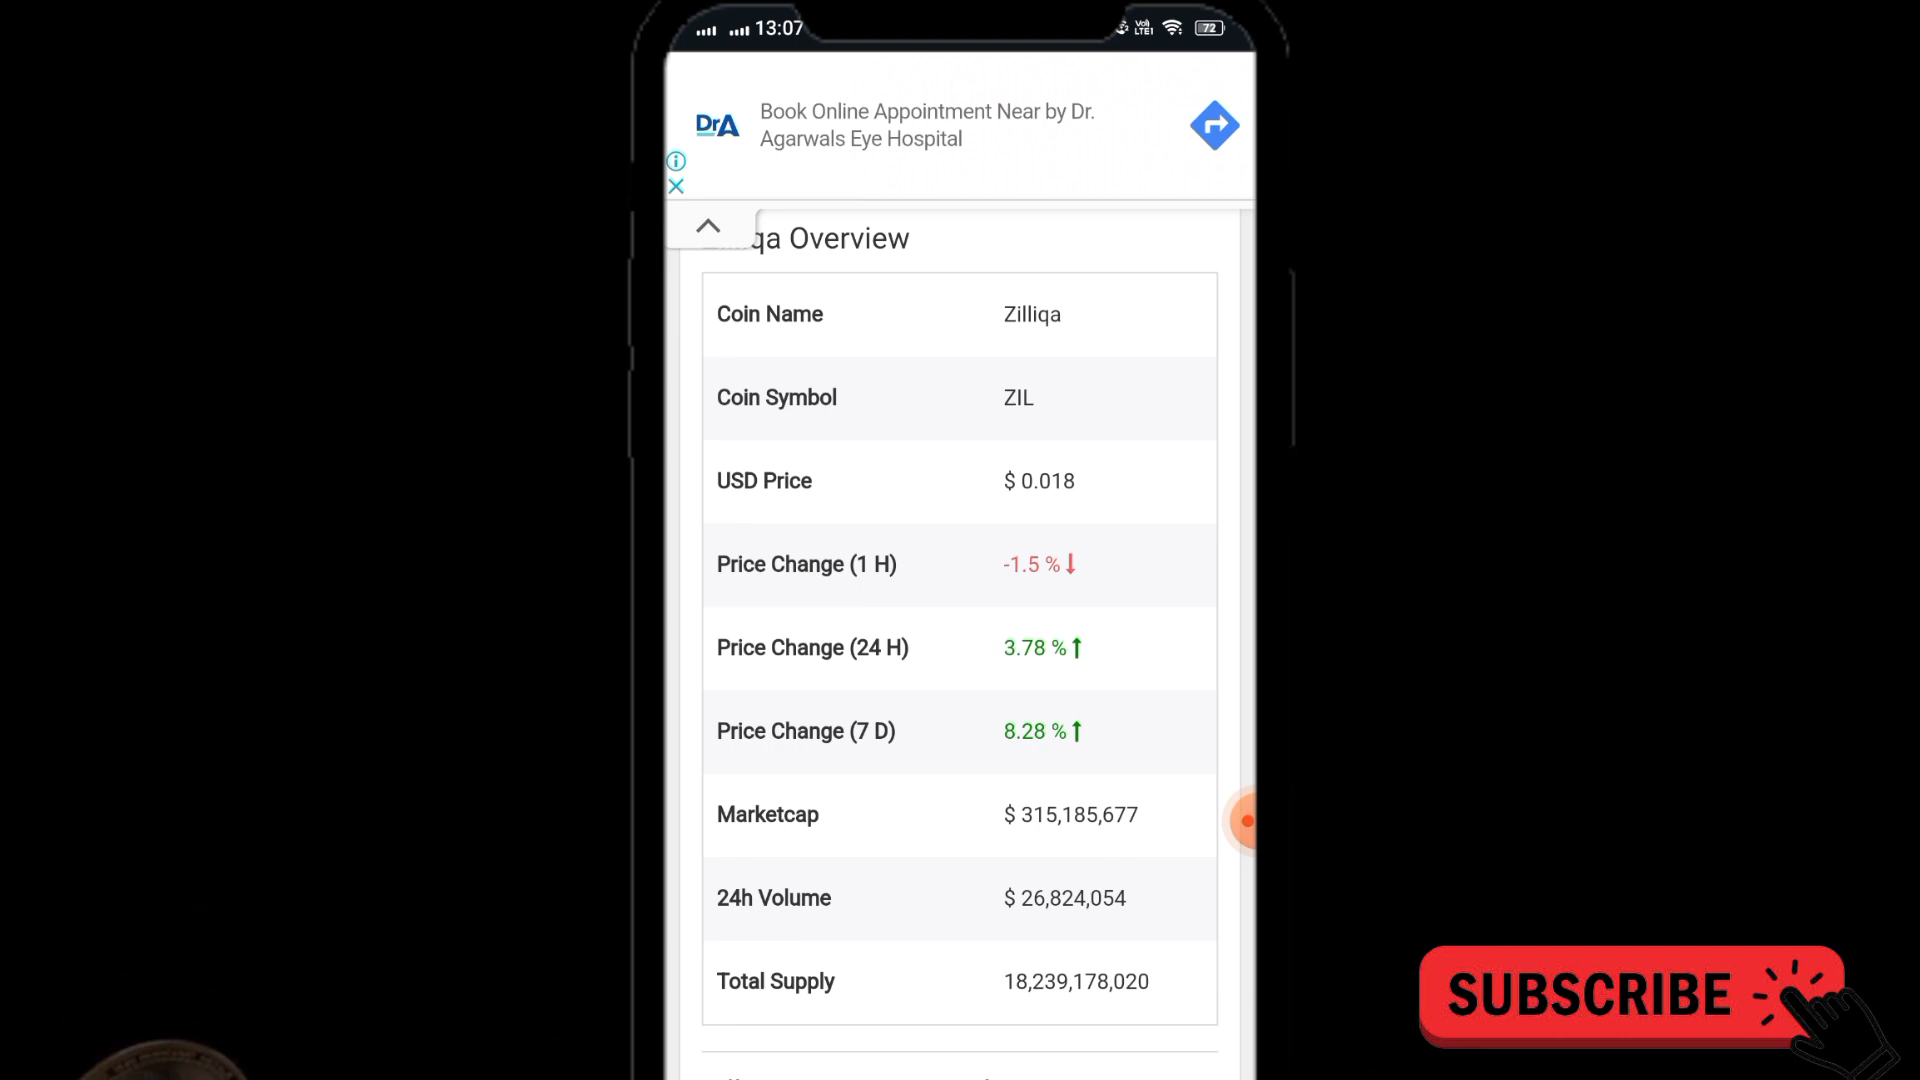 13:07
Vo))
LTE1
72
DrA
Book Online Appointment Near by Dr.
Agarwals Eye Hospital
qa Overview
Coin Name Zilliqa
Coin Symbol ZIL
USD Price $ 0.018
Price Change (1 H) -1.5 %
Price Change (24 H) 3.78 %
Price Change (7 D) 8.28 %
Marketcap $ 315,185,677
24h Volume $ 26,824,054
Total Supply 18,239,178,020
SUBSCRIBE